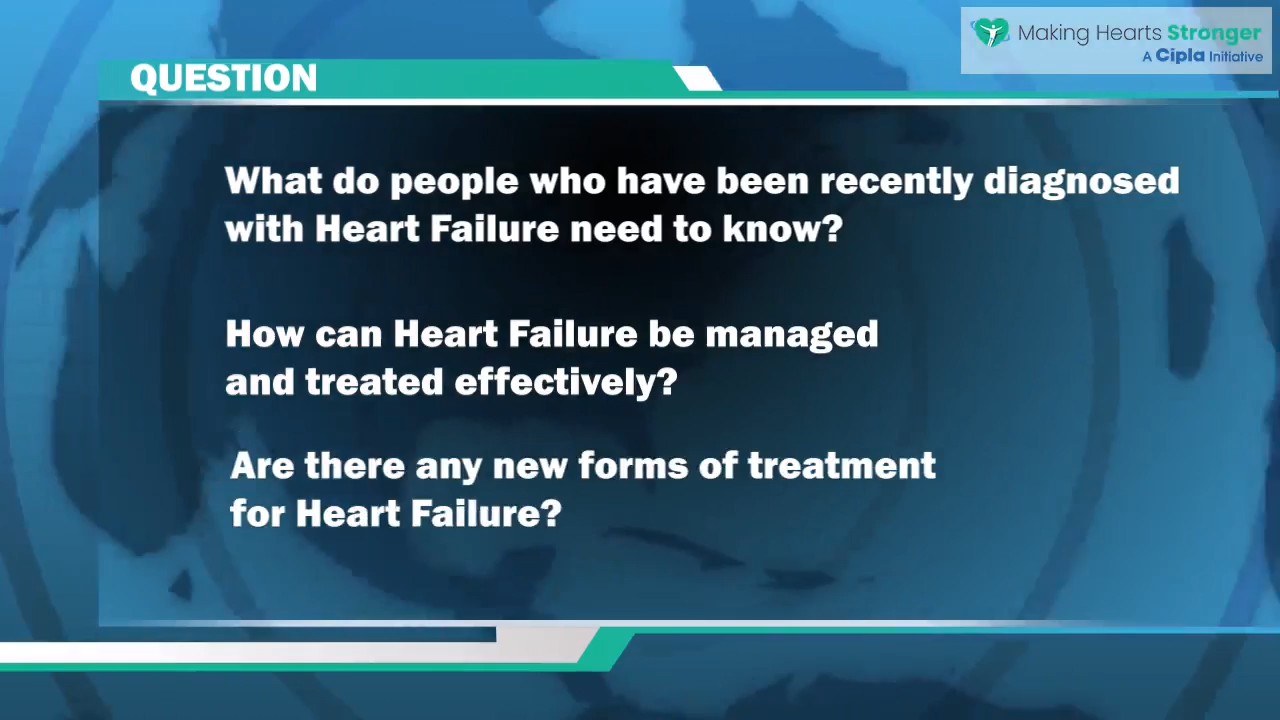 Making Hearts Stronger
A Cipla Initiative
QUESTION
What do people who have been recently diagnosed
with Heart Failure need to know?
How can Heart Failure be managed
and treated effectively?
Are there any new forms of treatment
for Heart Failure?